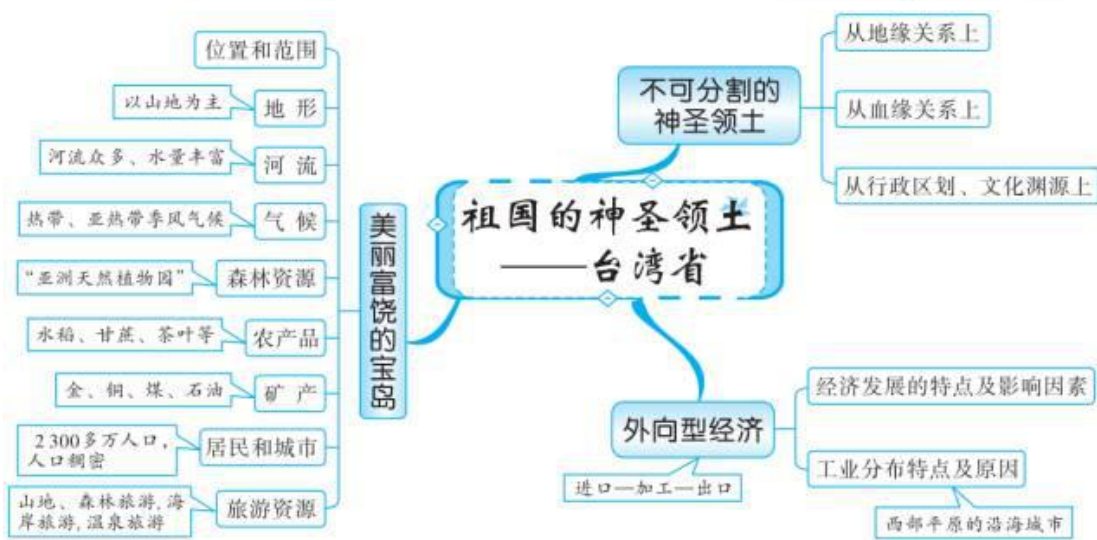 祖国的神圣领土
——台湾省
不可分割的
神圣领土
从地缘关系上
从血缘关系上
从行政区划、文化渊源上
美丽富饶的宝岛
位置和范围
地 形
以山地为主
河 流
河流众多、水量丰富
气 候
热带、亚热带季风气候
森林资源
“亚洲天然植物园”
农产品
水稻、甘蔗、茶叶等
矿 产
金、铜、煤、石油
居民和城市
2 300多万人口，
人口稠密
旅游资源
山地、森林旅游,海
岸旅游,温泉旅游
外向型经济
进口—加工—出口
经济发展的特点及影响因素
工业分布特点及原因
西部平原的沿海城市